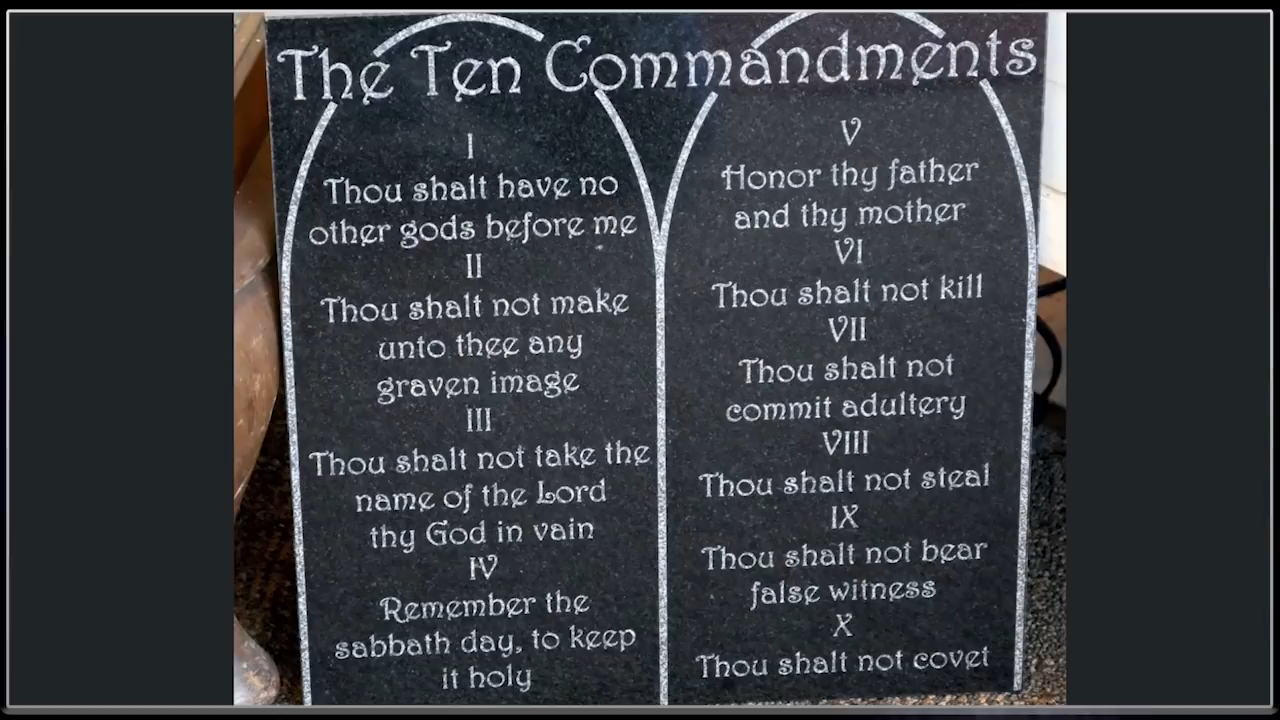 The Ten Commandments
I
Thou shalt have no
other gods before me
II
Thou shalt not make
unto thee any
graven image
III
Thou shalt not take the
name of the Lord
thy God in vain
IV
Remember the
sabbath day, to keep
it holy
V
Honor thy father
and thy mother
VI
Thou shalt not kill
VII
Thou shalt not
commit adultery
VIII
Thou shalt not steal
IX
Thou shalt not bear
false witness
X
Thou shalt not covet